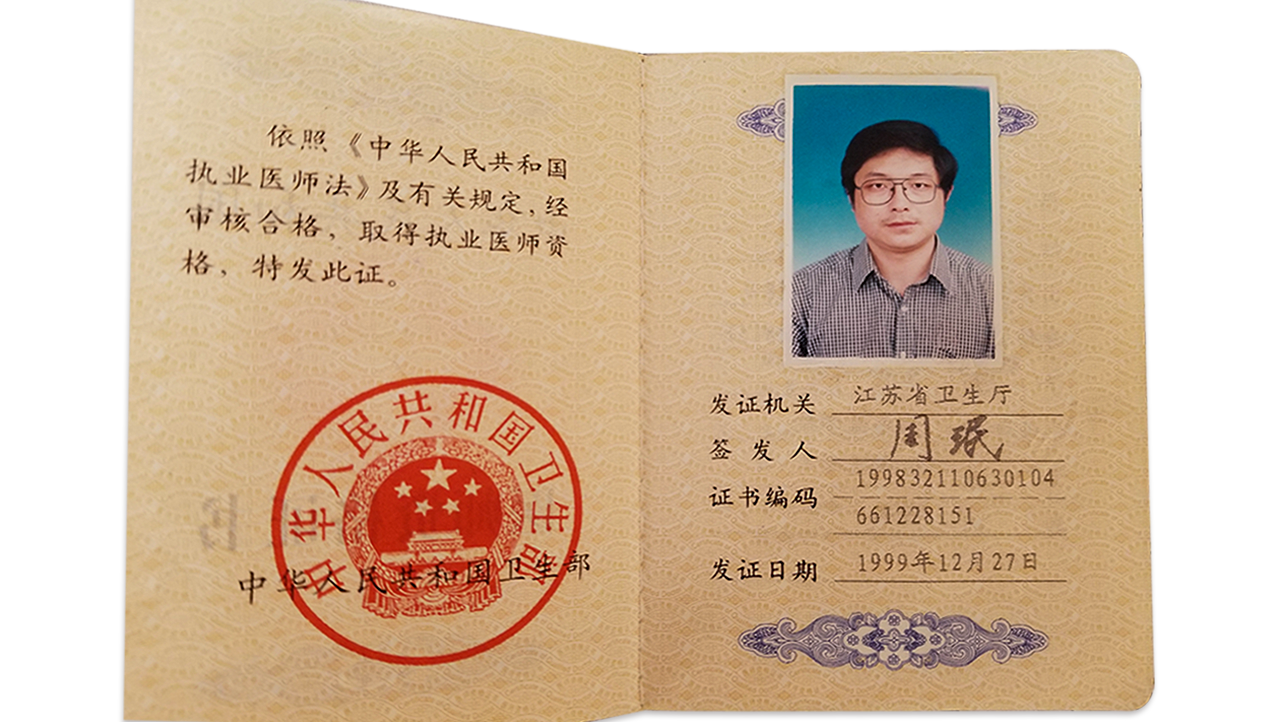 依照《中华人民共和国
执业医师法》及有关规定，经
审核合格，取得执业医师资
格，特发此证。
中华人民共和国卫生部
中华人民共和国卫生部
发证机关 江苏省卫生厅
签发人 周珉
证书编码 199832110630104
661228151
发证日期 1999年12月27日